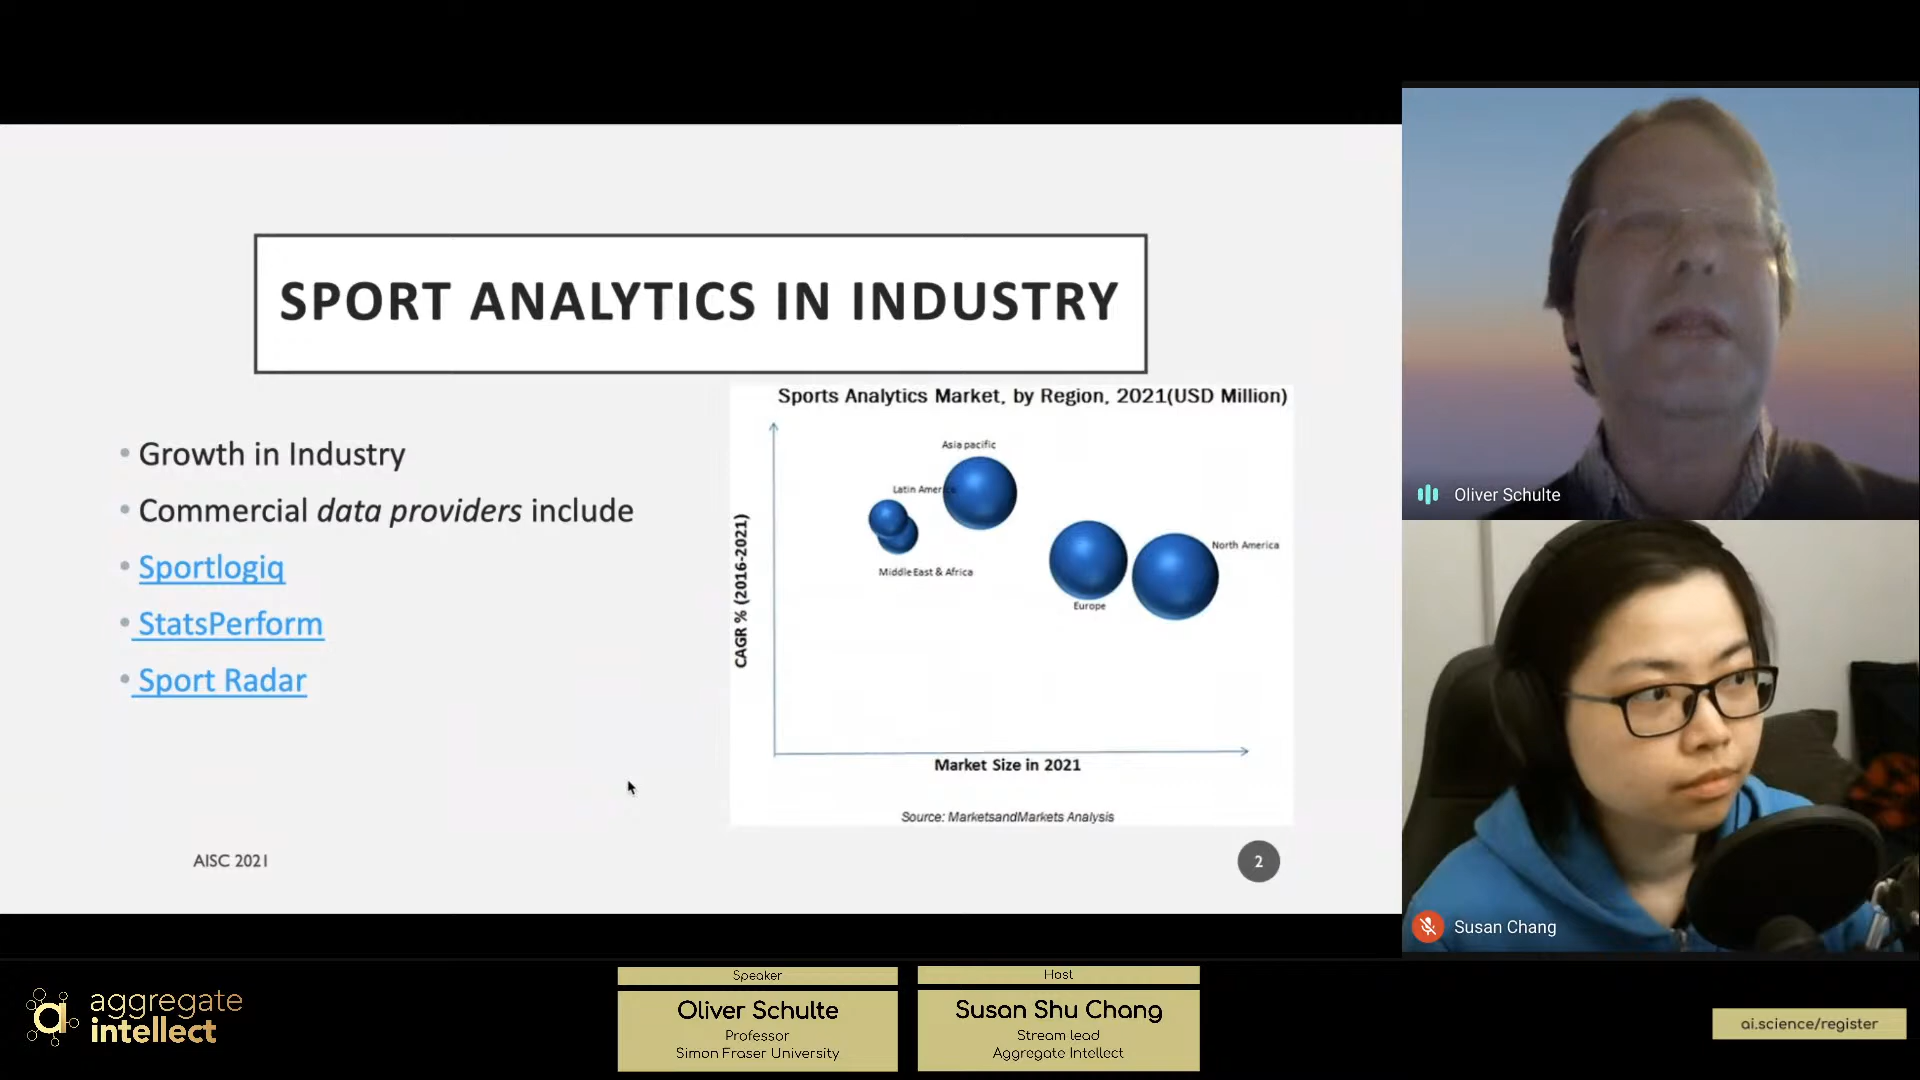 SPORT ANALYTICS IN INDUSTRY
• Growth in Industry
• Commercial data providers include
• Sportlogiq
• StatsPerform
• Sport Radar
Sports Analytics Market, by Region, 2021(USD Million)
Asia pacific
Latin Ameri
North America
Middle East & Africa
Europe
CAGR % (2016-2021)
Market Size in 2021
Source: MarketsandMarkets Analysis
AISC 2021
2
Oliver Schulte
Susan Chang
aggregate
intellect
Speaker
Oliver Schulte
Professor
Simon Fraser University
Host
Susan Shu Chang
Stream lead
Aggregate Intellect
ai.science/register